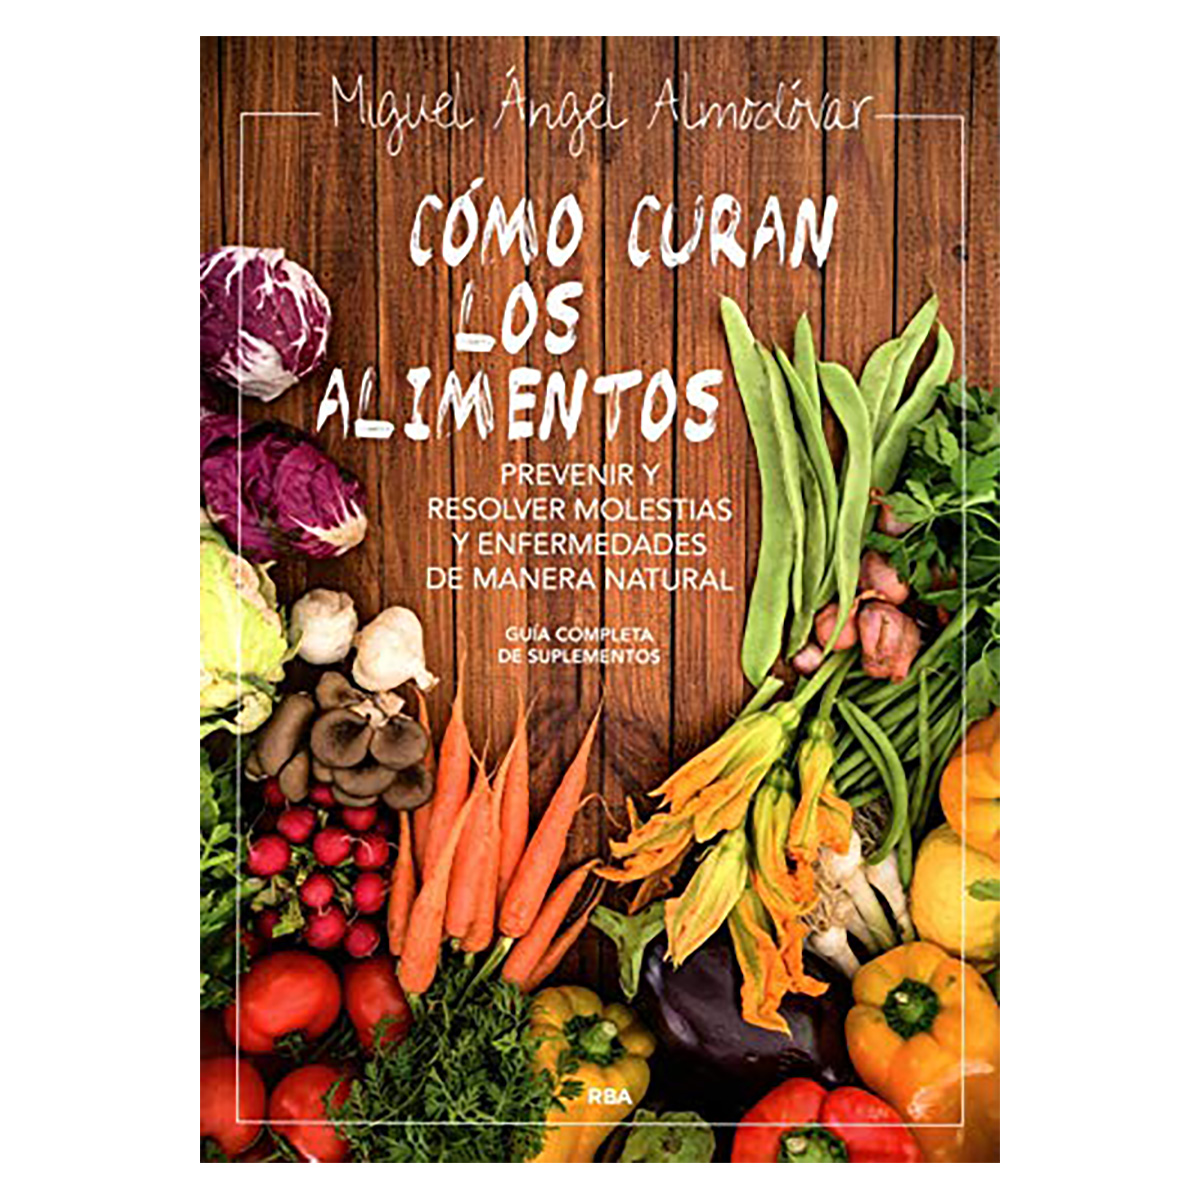 Miguel Ángel Almodóvar
CÓMO CURAN
LOS
ALIMENTOS
PREVENIR Y
RESOLVER MOLESTIAS
Y ENFERMEDADES
DE MANERA NATURAL
GUÍA COMPLETA
DE SUPLEMENTOS
RBA